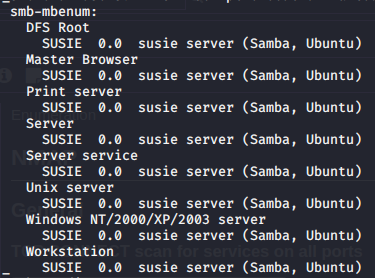 smb-mbenum:
DFS Root
SUSIE 0.0 susie server (Samba, Ubuntu)
Master Browser
SUSIE 0.0 susie server (Samba, Ubuntu)
Print server
SUSIE 0.0 susie server (Samba, Ubuntu)
Server
SUSIE 0.0 susie server (Samba, Ubuntu)
Server service
SUSIE 0.0 susie server (Samba, Ubuntu)
Unix server
SUSIE 0.0 susie server (Samba, Ubuntu)
Windows NT/2000/XP/2003 server
SUSIE 0.0 susie server (Samba, Ubuntu)
Workstation
SUSIE 0.0 susie server (Samba, Ubuntu)